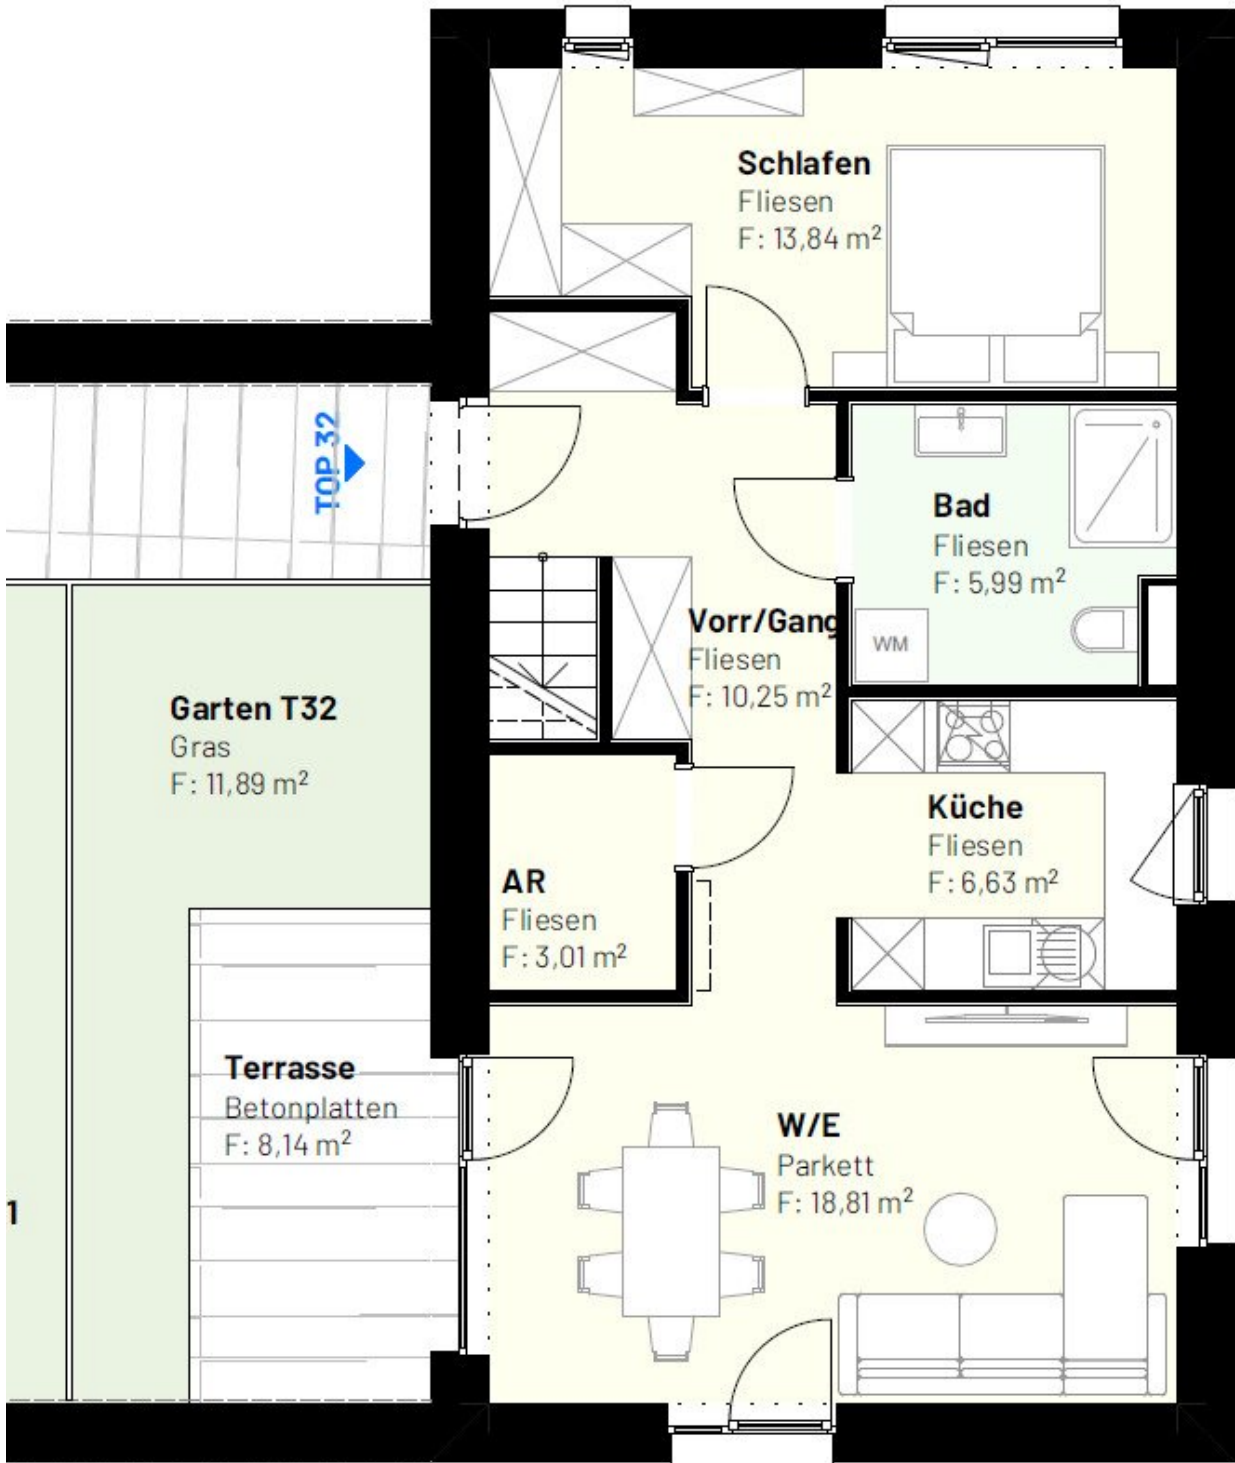 Schlafen
Fliesen
F: 13,84 m²
TOP 32
Bad
Fliesen
F: 5,99 m²
WM
Vorr/Gang
Fliesen
F: 10,25 m²
Garten T32
Gras
F: 11,89 m²
Küche
Fliesen
F: 6,63 m²
AR
Fliesen
F: 3,01 m²
Terrasse
Betonplatten
F: 8,14 m²
W/E
Parkett
F: 18,81 m²
1